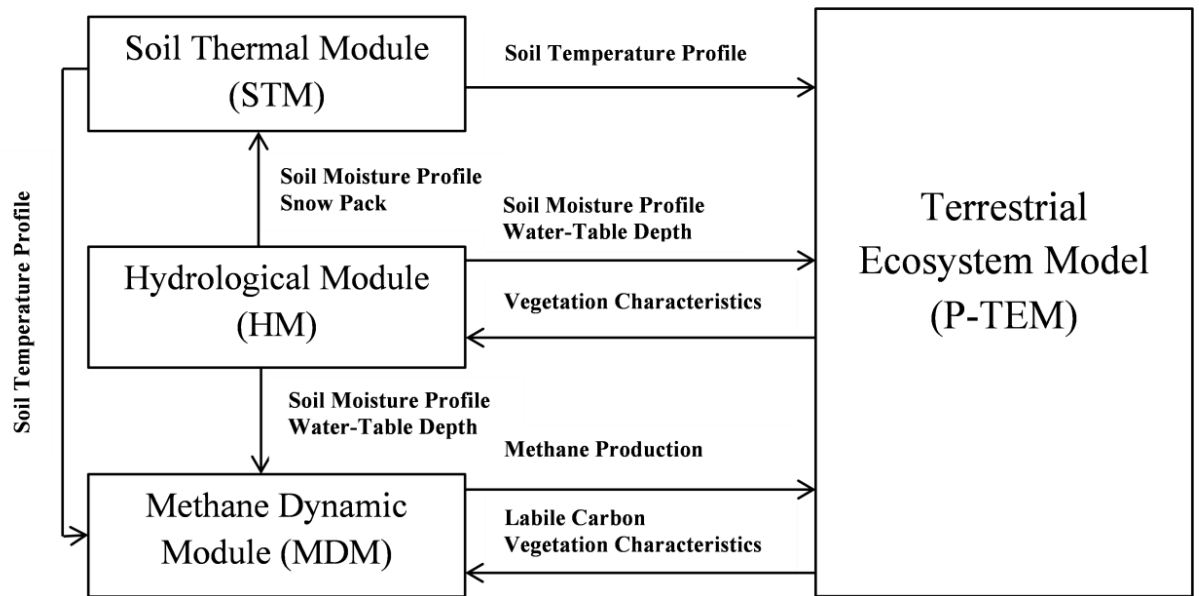 Soil Thermal Module
(STM)
Soil Temperature Profile
Soil Moisture Profile
Snow Pack
Soil Moisture Profile
Water-Table Depth
Terrestrial
Ecosystem Model
(P-TEM)
Hydrological Module
(HM)
Vegetation Characteristics
Soil Temperature Profile
Soil Moisture Profile
Water-Table Depth
Methane Production
Methane Dynamic
Module (MDM)
Labile Carbon
Vegetation Characteristics